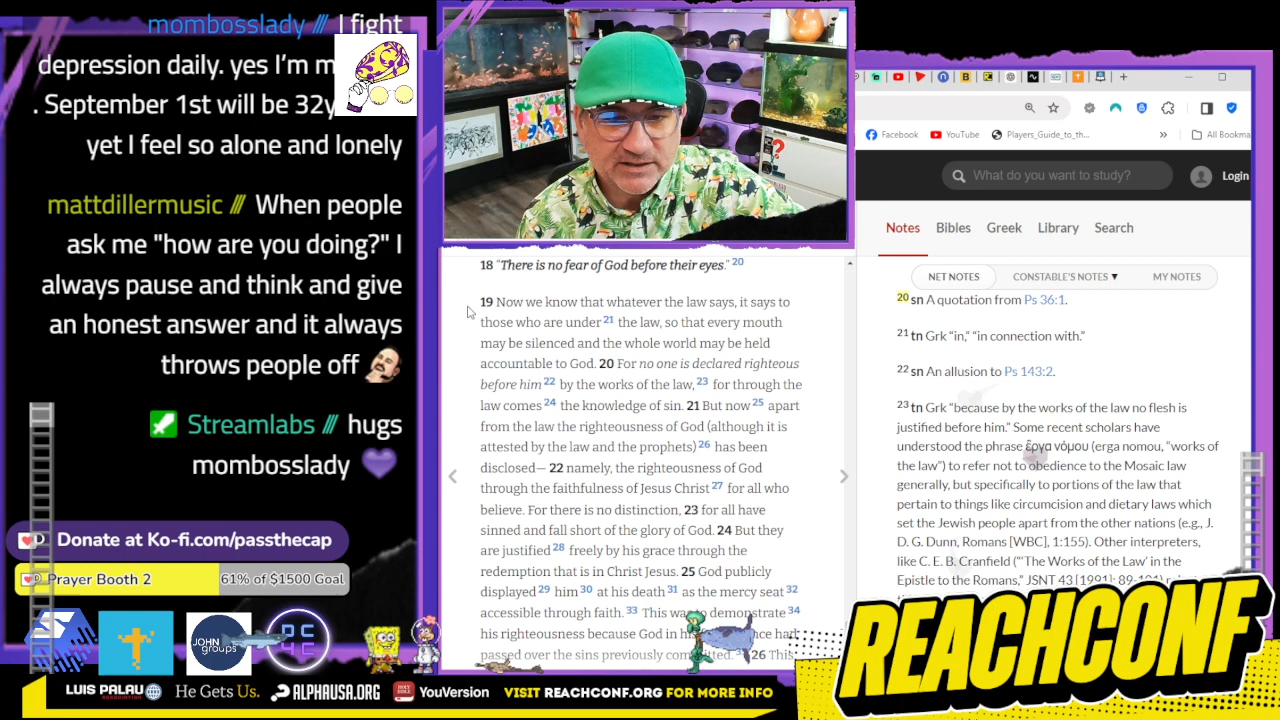 mombosslady /// I fight
depression daily. yes I'm m
. September 1st will be 32y
yet I feel so alone and lonely
mattdillermusic /// When people
ask me "how are you doing?" I
always pause and think and give
an honest answer and it always
throws people off
Streamlabs /// hugs
mombosslady
Donate at Ko-fi.com/passthecap
Prayer Booth 2 61% of $1500 Goal
JOHN
groups
18 “There is no fear of God before their eyes.” 20
19 Now we know that whatever the law says, it says to
those who are under 21 the law, so that every mouth
may be silenced and the whole world may be held
accountable to God. 20 For no one is declared righteous
before him 22 by the works of the law, 23 for through the
law comes 24 the knowledge of sin. 21 But now 25 apart
from the law the righteousness of God (although it is
attested by the law and the prophets) 26 has been
disclosed— 22 namely, the righteousness of God
through the faithfulness of Jesus Christ 27 for all who
believe. For there is no distinction, 23 for all have
sinned and fall short of the glory of God. 24 But they
are justified 28 freely by his grace through the
redemption that is in Christ Jesus. 25 God publicly
displayed 29 him 30 at his death 31 as the mercy seat 32
accessible through faith. 33 This was to demonstrate 34
his righteousness because God in had
passed over the sins previously 26 This
Facebook YouTube Players_Guide_to_th... » All Bookma
What do you want to study? Login
Notes Bibles Greek Library Search
NET NOTES CONSTABLE'S NOTES ▼ MY NOTES
20 sn A quotation from Ps 36:1.
21 tn Grk “in,” “in connection with.”
22 sn An allusion to Ps 143:2.
23 tn Grk “because by the works of the law no flesh is
justified before him.” Some recent scholars have
understood the phrase ἔργα νόμου (erga nomou, “works of
the law”) to refer not to obedience to the Mosaic law
generally, but specifically to portions of the law that
pertain to things like circumcision and dietary laws which
set the Jewish people apart from the other nations (e.g., J.
D. G. Dunn, Romans [WBC], 1:155). Other interpreters,
like C. E. B. Cranfield (“‘The Works of the Law’ in the
Epistle to the Romans,” JSNT 43 [1991]: 89-101)
REACHCONF
LUIS PALAU He Gets Us. ALPHAUSA.ORG HOLY BIBLE YouVersion VISIT REACHCONF.ORG FOR MORE INFO